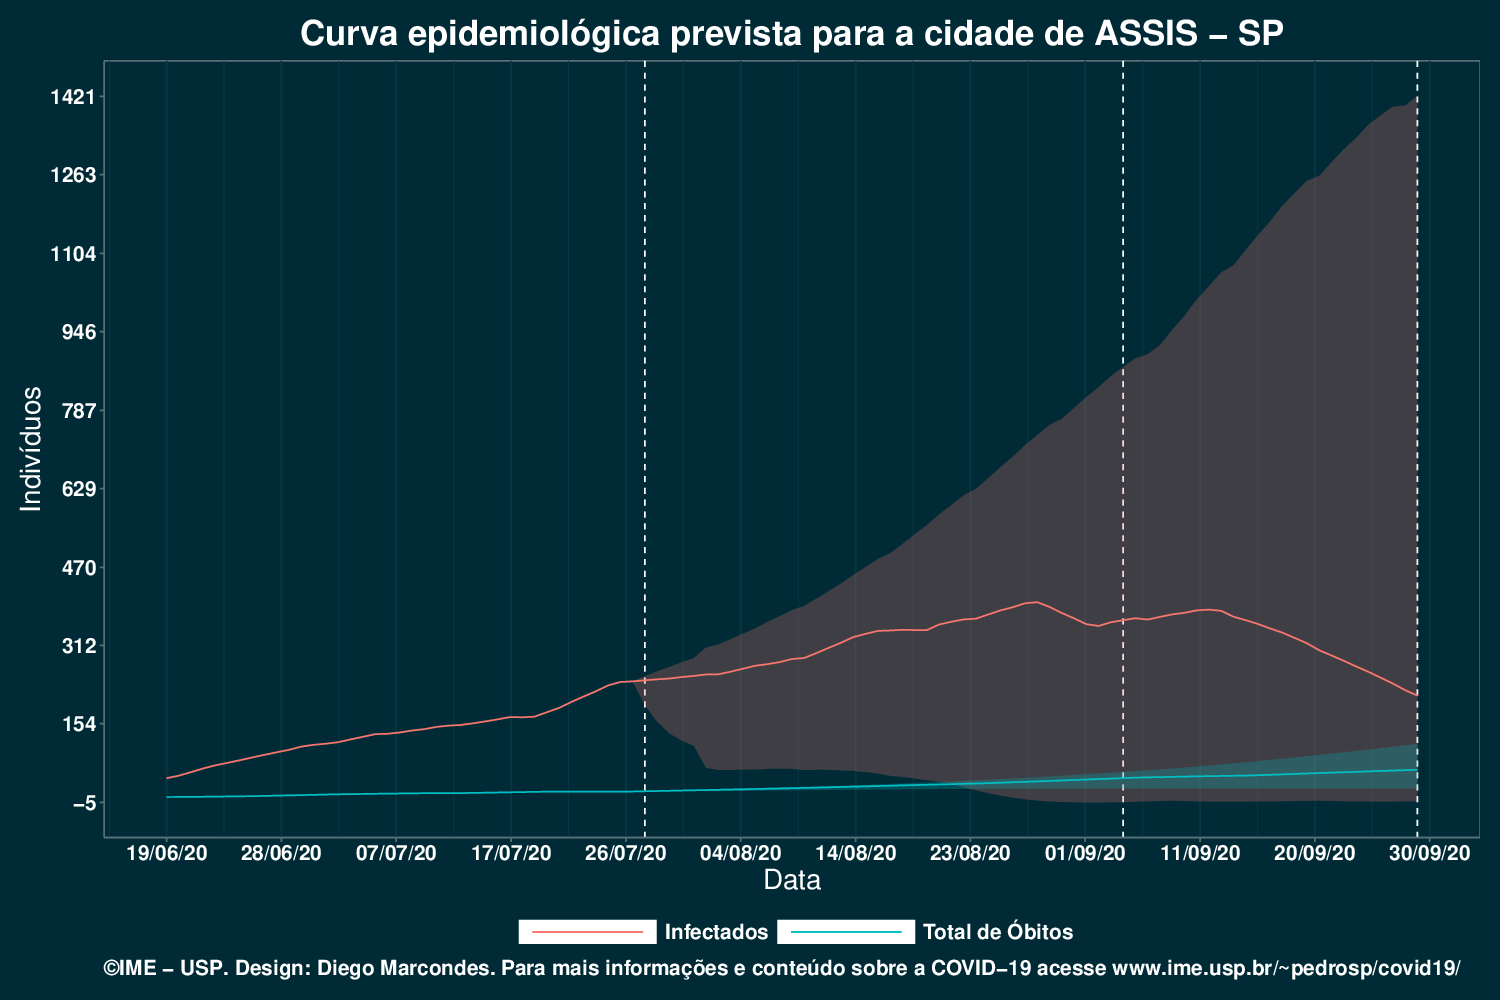 Curva epidemiológica prevista para a cidade de ASSIS – SP
1421
1263
1104
946
787
629
470
312
154
−5
Indivíduos
19/06/20 28/06/20 07/07/20 17/07/20 26/07/20 04/08/20 14/08/20 23/08/20 01/09/20 11/09/20 20/09/20 30/09/20
Data
Infectados Total de Óbitos
©IME – USP. Design: Diego Marcondes. Para mais informações e conteúdo sobre a COVID−19 acesse www.ime.usp.br/~pedrosp/covid19/